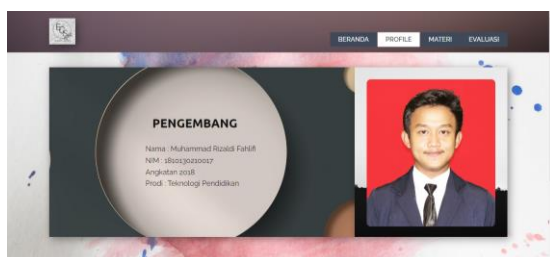 BERANDA PROFILE MATERI EVALUASI
PENGEMBANG
Nama : Muhammad Rizaldi Fahlifi
NIM : 1810130210017
Angkatan 2018
Prodi : Teknologi Pendidikan